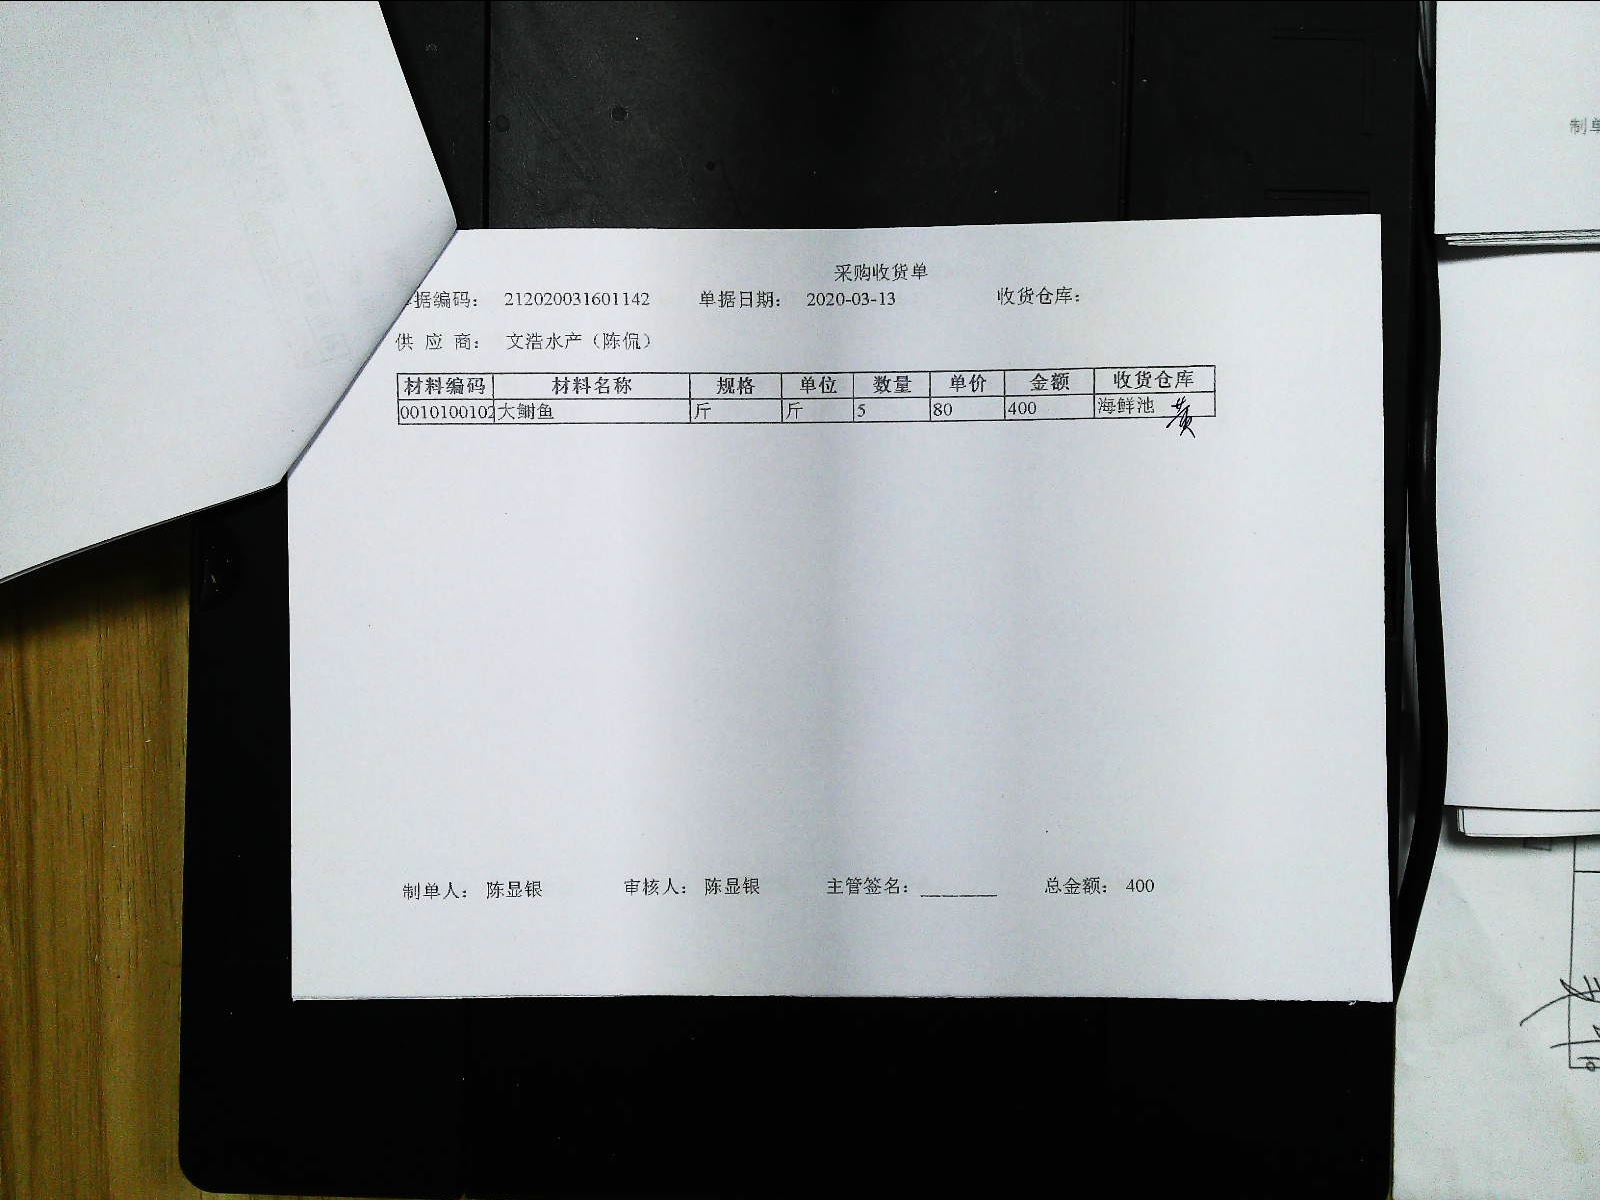 采购收货单
据编码： 212020031601142 单据日期： 2020-03-13 收货仓库：
供 应 商： 文浩水产（陈侃）
材料编码 材料名称 规格 单位 数量 单价 金额 收货仓库
0010100102 大鲥鱼 斤 斤 5 80 400 海鲜池
黄
制单人： 陈显银 审核人： 陈显银 主管签名： 总金额： 400
制单